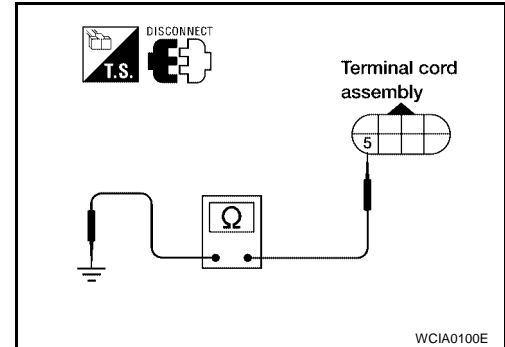 DISCONNECT
T.S.
Terminal cord
assembly
5
Ω
WCIA0100E